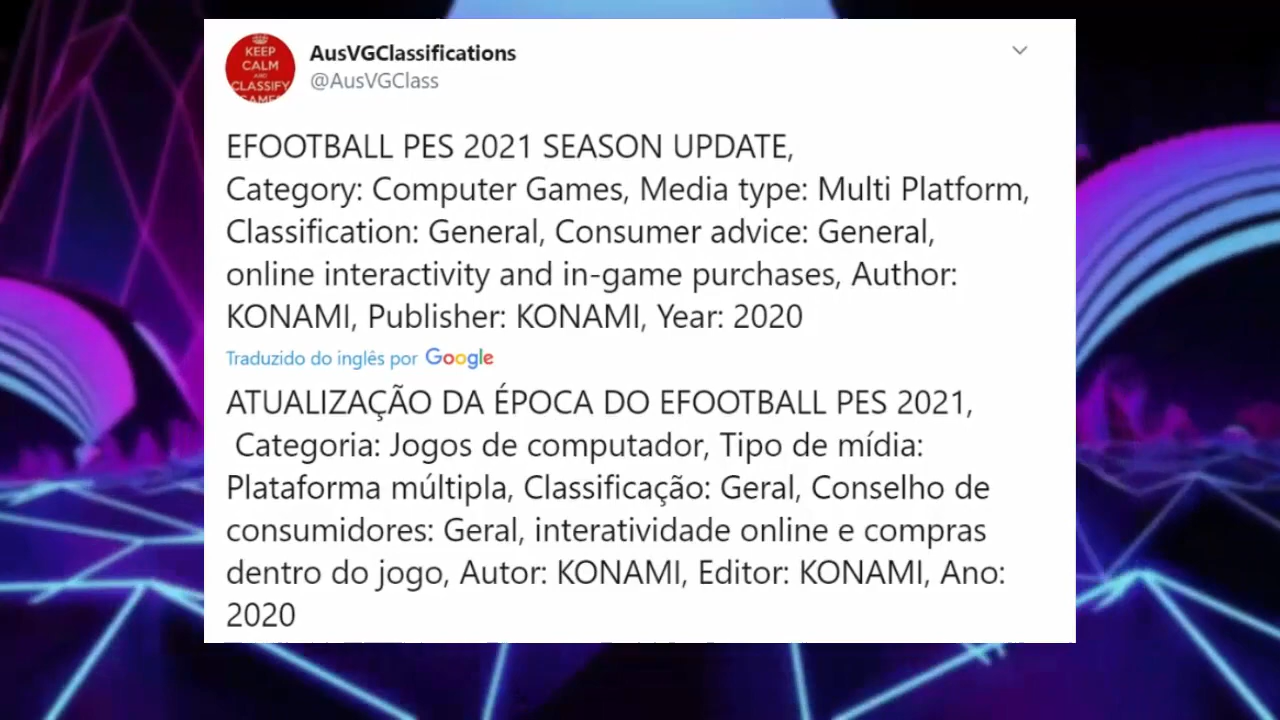 KEEP
CALM
AND
CLASSIFY
GAMES
AusVGClassifications
@AusVGClass
EFOOTBALL PES 2021 SEASON UPDATE,
Category: Computer Games, Media type: Multi Platform,
Classification: General, Consumer advice: General,
online interactivity and in-game purchases, Author:
KONAMI, Publisher: KONAMI, Year: 2020
Traduzido do inglês por Google
ATUALIZAÇÃO DA ÉPOCA DO EFOOTBALL PES 2021,
Categoria: Jogos de computador, Tipo de mídia:
Plataforma múltipla, Classificação: Geral, Conselho de
consumidores: Geral, interatividade online e compras
dentro do jogo, Autor: KONAMI, Editor: KONAMI, Ano:
2020